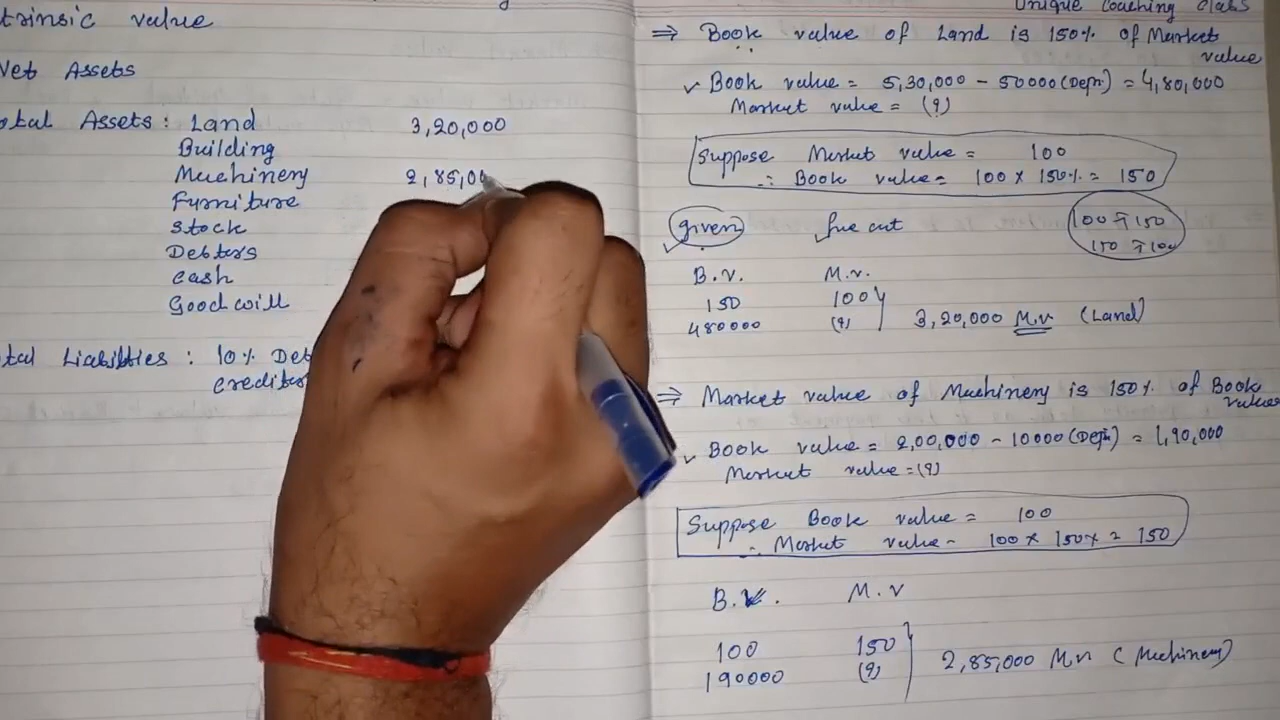 trinsic value
Net Assets
otal Assets: Land 3,20,000
Building
Machinery 2,85,00
Furniture
Stock
Debtors
Cash
Goodwill
tal Liabilities : 10% Deb
creditor
Unique Coaching Class
⇒ Book value of Land is 150% of Market
value
✓ Book value = 5,30,000 - 50000 (Depn.) = 4,80,000
Market value = (?)
Suppose Market value = 100
∴ Book value = 100 x 150% = 150
given find out
100 = 150
150 = 100
B.V. M.V.
150 100
480000 (?) 3,20,000 M.V (Land)
⇒ Market value of Machinery is 150% of Book
value
✓ Book value = 2,00,000 - 10000 (Depn) = 1,90,000
Market value = (?)
Suppose Book value = 100
∴ Market value = 100 x 150% = 150
B.V. M.V
100 150
190000 (?) 2,85,000 M.V (Machinery)